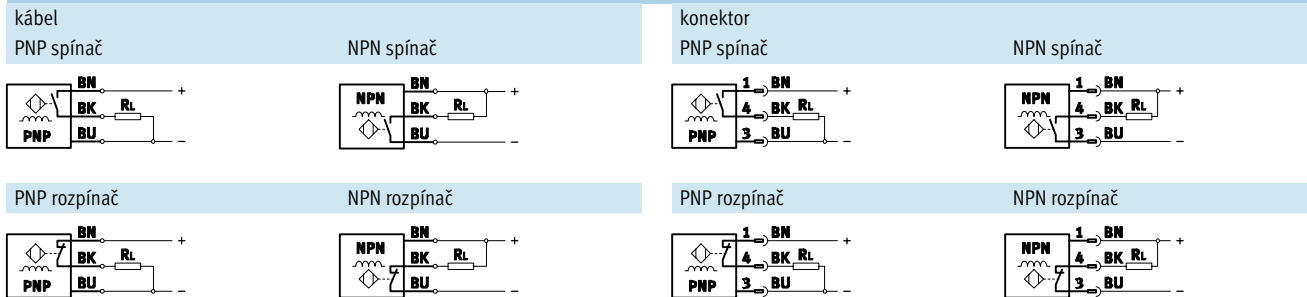 kábel
PNP spínač NPN spínač
BN +
BK RL
PNP BU –
BN +
NPN BK RL
BU –
konektor
PNP spínač NPN spínač
1 BN +
4 BK RL
PNP 3 BU –
1 BN +
NPN 4 BK RL
3 BU –
PNP rozpínač NPN rozpínač
BN +
BK RL
PNP BU –
BN +
NPN BK RL
BU –
PNP rozpínač NPN rozpínač
1 BN +
4 BK RL
PNP 3 BU –
1 BN +
NPN 4 BK RL
3 BU –